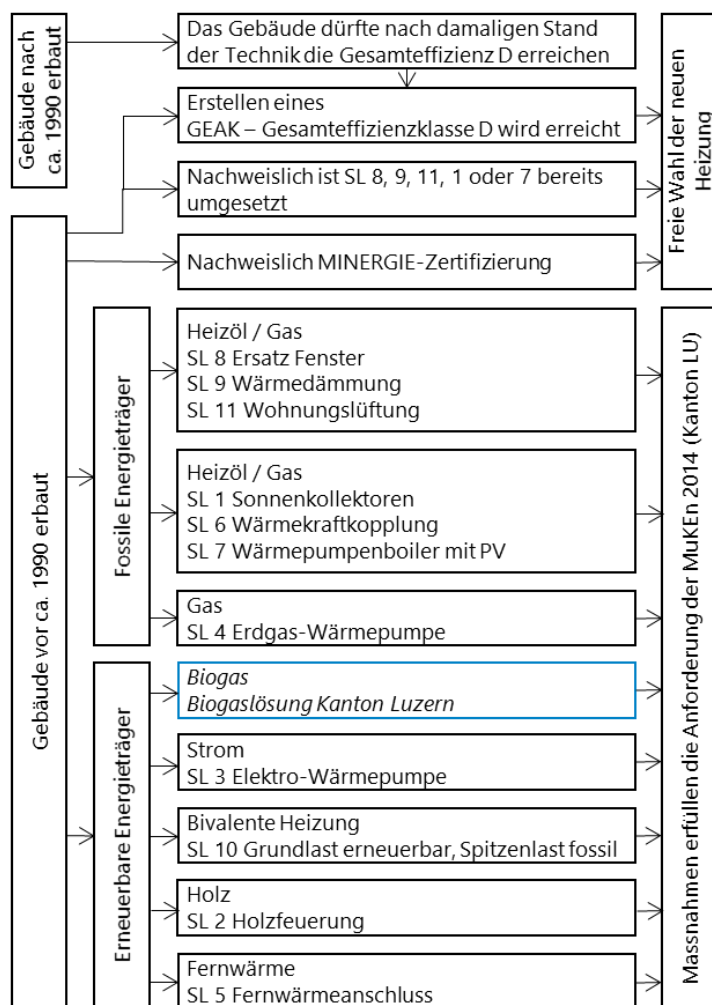 Gebäude nach
ca. 1990 erbaut
Das Gebäude dürfte nach damaligen Stand
der Technik die Gesamteffizienz D erreichen
Erstellen eines
GEAK – Gesamteffizienzklasse D wird erreicht
Nachweislich ist SL 8, 9, 11, 1 oder 7 bereits
umgesetzt
Nachweislich MINERGIE-Zertifizierung
Freie Wahl der neuen
Heizung
Gebäude vor ca. 1990 erbaut
Fossile Energieträger
Heizöl / Gas
SL 8 Ersatz Fenster
SL 9 Wärmedämmung
SL 11 Wohnungslüftung
Heizöl / Gas
SL 1 Sonnenkollektoren
SL 6 Wärmekraftkopplung
SL 7 Wärmepumpenboiler mit PV
Gas
SL 4 Erdgas-Wärmepumpe
Erneuerbare Energieträger
Biogas
Biogaslösung Kanton Luzern
Strom
SL 3 Elektro-Wärmepumpe
Bivalente Heizung
SL 10 Grundlast erneuerbar, Spitzenlast fossil
Holz
SL 2 Holzfeuerung
Fernwärme
SL 5 Fernwärmeanschluss
Massnahmen erfüllen die Anforderung der MuKEn 2014 (Kanton LU)